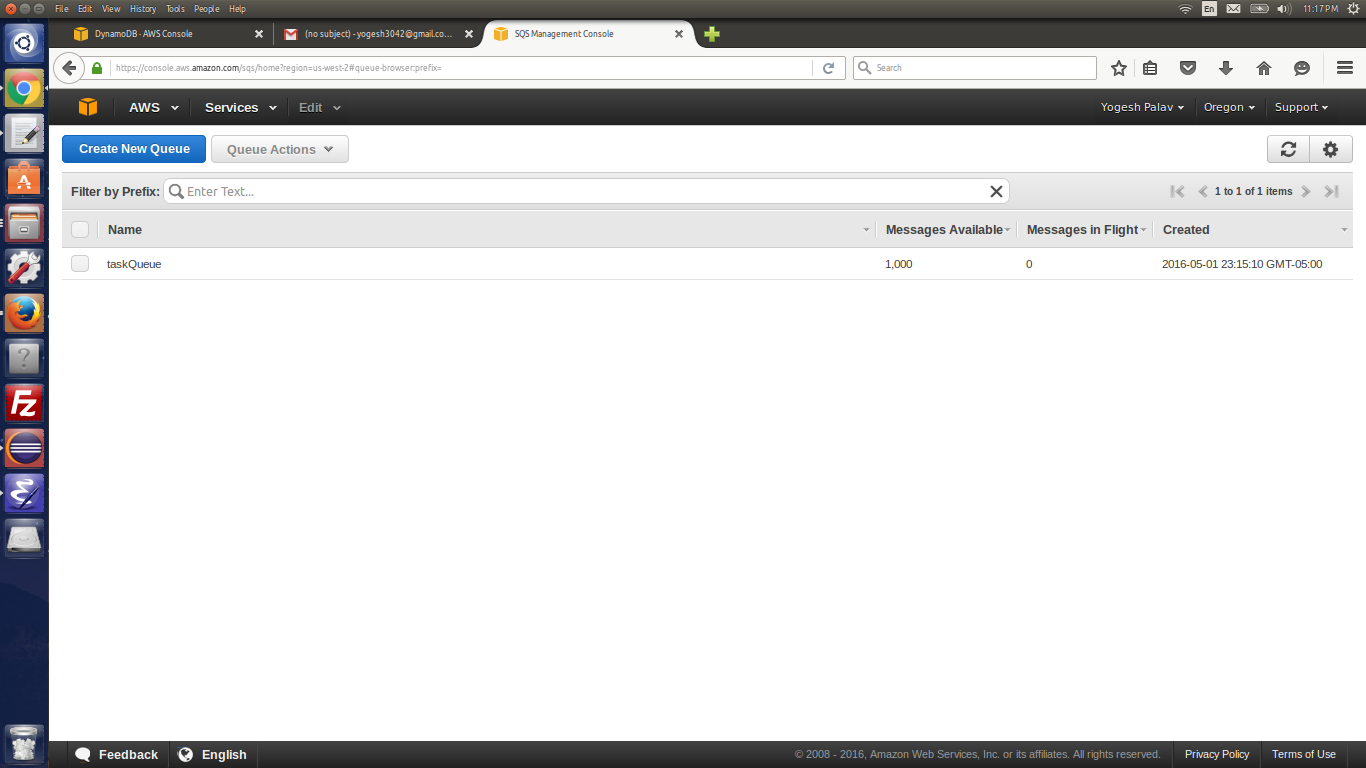 File Edit View History Tools People Help
En
11:17 PM
DynamoDB · AWS Console
(no subject) - yogesh3042@gmail.co...
SQS Management Console
https://console.aws.amazon.com/sqs/home?region=us-west-2#queue-browser:prefix=
Search
AWS Services Edit
Yogesh Palav Oregon Support
Create New Queue Queue Actions
Filter by Prefix: Enter Text... 1 to 1 of 1 items
Name Messages Available Messages in Flight Created
taskQueue 1,000 0 2016-05-01 23:15:10 GMT-05:00
Fz
Feedback English
© 2008 - 2016, Amazon Web Services, Inc. or its affiliates. All rights reserved. Privacy Policy Terms of Use